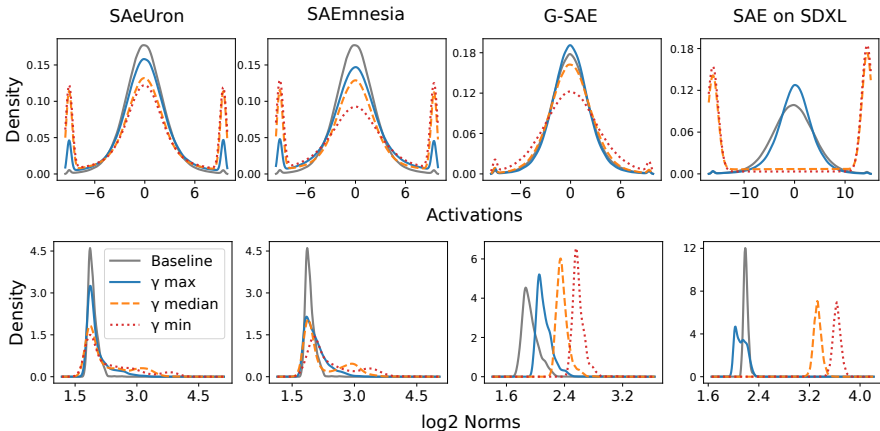 SAeUron SAEmnesia G-SAE SAE on SDXL
Density
0.15 0.10 0.05 0.00
−6 0 6
0.15 0.10 0.05 0.00
−6 0 6
0.18 0.12 0.06 0.00
−6 0 6
0.18 0.12 0.06 0.00
−10 0 10
Activations
Density
4.5 3.0 1.5 0.0
1.5 3.0 4.5
Baseline
γ max
γ median
γ min
4.5 3.0 1.5 0.0
1.5 3.0 4.5
6 4 2 0
1.6 2.4 3.2
12 8 4 0
1.6 2.4 3.2 4.0
log2 Norms